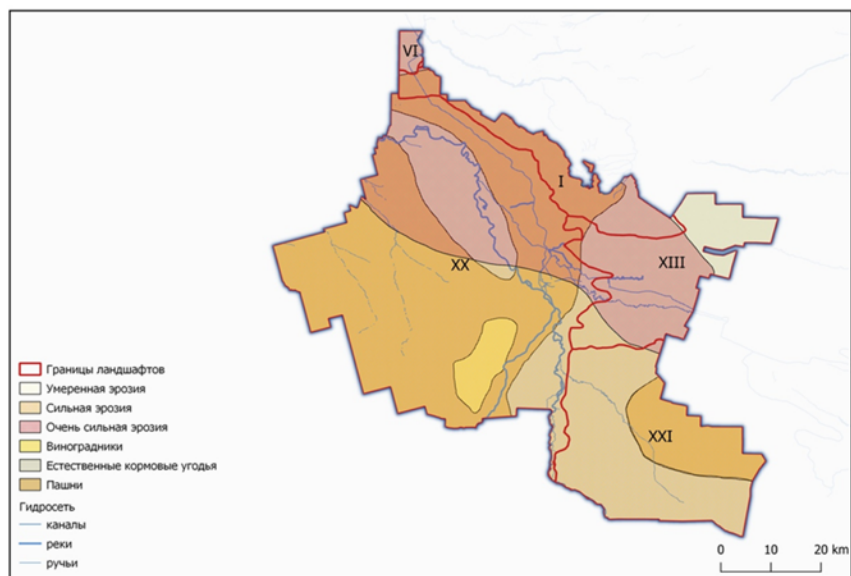 VI
I
XX
XIII
XXI
Границы ландшафтов
Умеренная эрозия
Сильная эрозия
Очень сильная эрозия
Виноградники
Естественные кормовые угодья
Пашни
Гидросеть
каналы
реки
ручьи
0 10 20 km